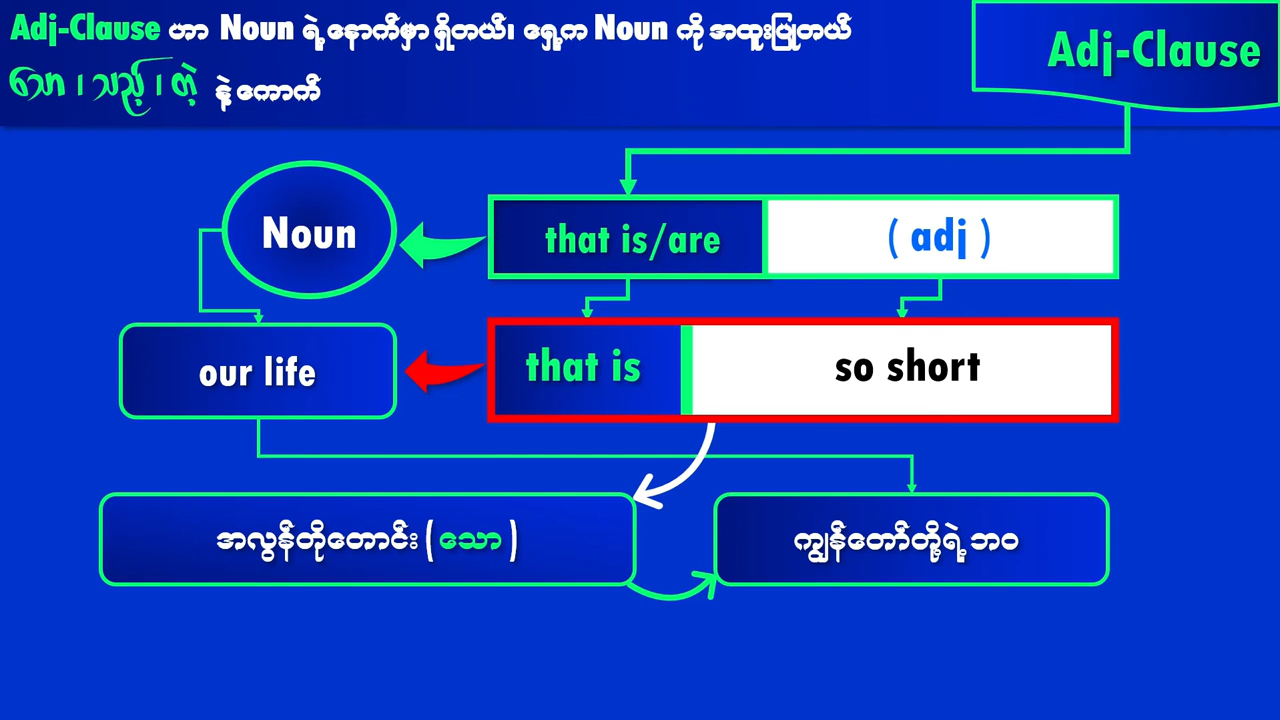 Adj-Clause ဟာ Noun ရဲ့ နောက်မှာ ရှိတယ်၊ ရှေ့က Noun ကို အထူးပြုတယ်
သော ၊ သည့် ၊ တဲ့ နဲ့ ကောက်
Adj-Clause
Noun
that is/are
( adj )
our life
that is
so short
အလွန်တိုတောင်း ( သော )
ကျွန်တော်တို့ရဲ့ ဘဝ